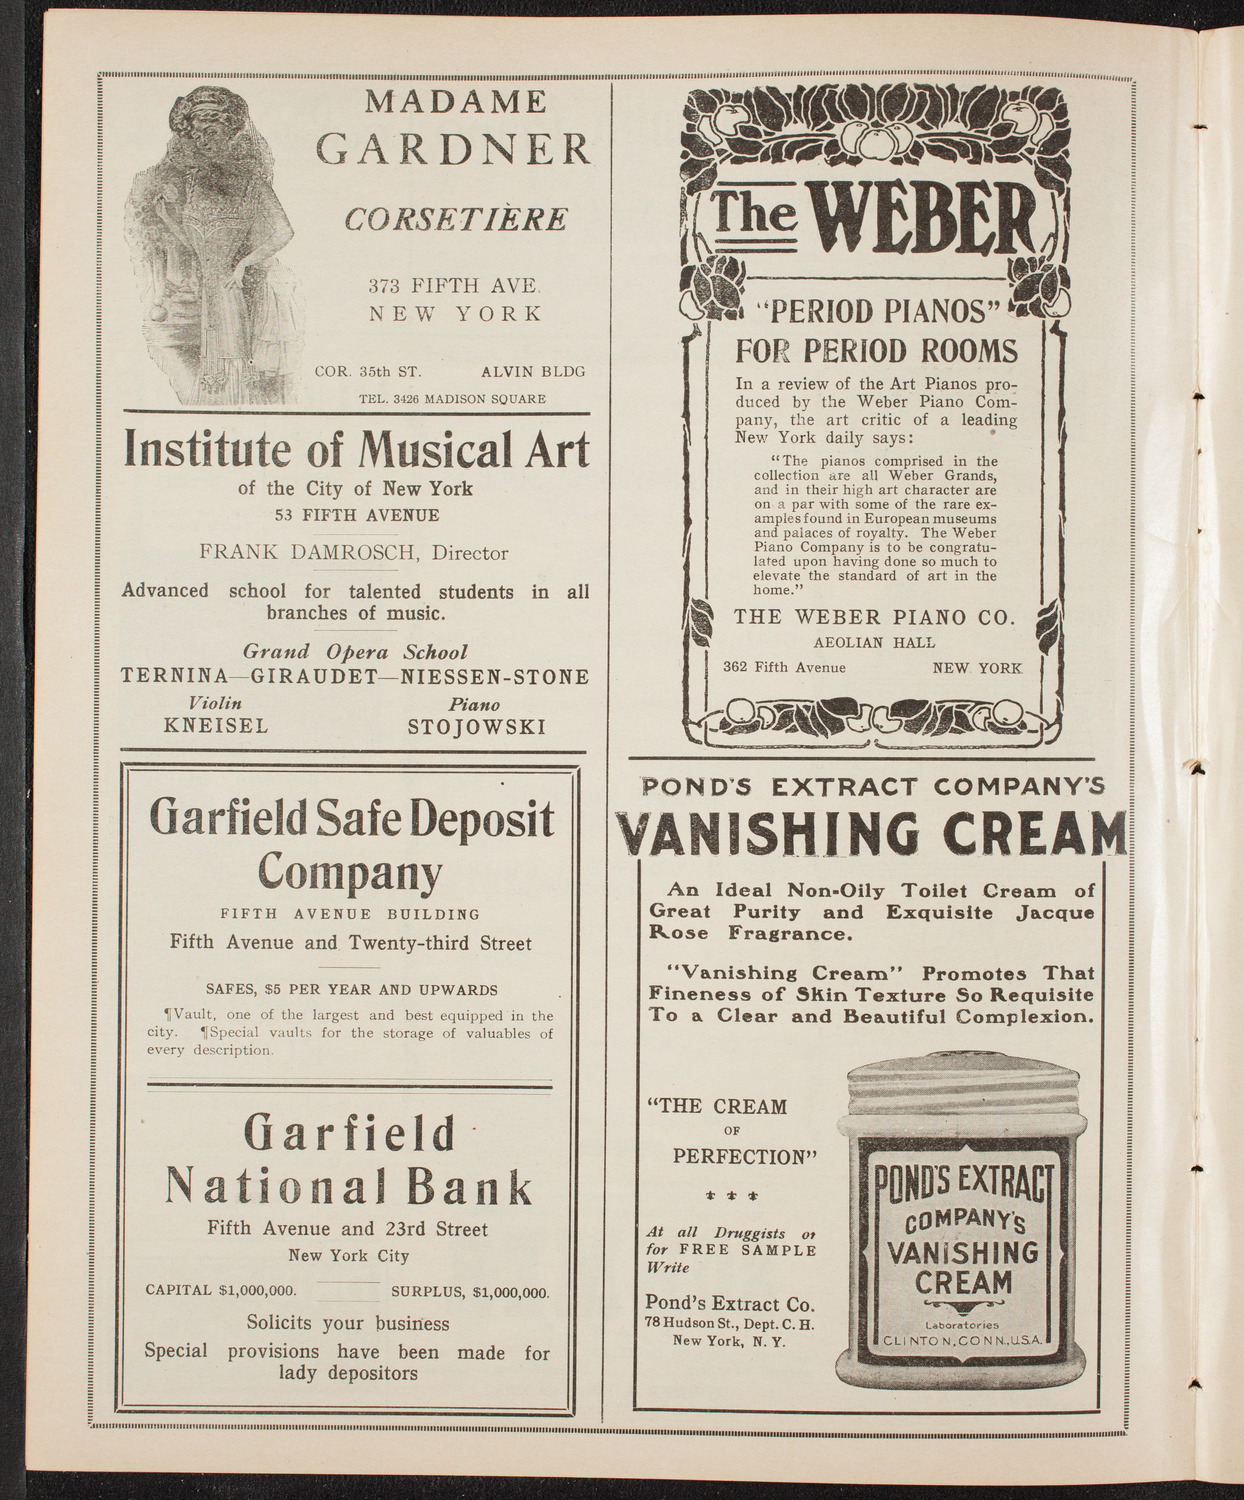 MADAME
GARDNER
CORSETIÈRE
373 FIFTH AVE.
NEW YORK
COR. 35th ST. ALVIN BLDG
TEL. 3426 MADISON SQUARE
Institute of Musical Art
of the City of New York
53 FIFTH AVENUE
FRANK DAMROSCH, Director
Advanced school for talented students in all
branches of music.
Grand Opera School
TERNINA—GIRAUDET—NIESSEN-STONE
Violin Piano
KNEISEL STOJOWSKI
Garfield Safe Deposit
Company
FIFTH AVENUE BUILDING
Fifth Avenue and Twenty-third Street
SAFES, $5 PER YEAR AND UPWARDS
¶Vault, one of the largest and best equipped in the
city. ¶Special vaults for the storage of valuables of
every description.
Garfield
National Bank
Fifth Avenue and 23rd Street
New York City
CAPITAL $1,000,000. SURPLUS, $1,000,000.
Solicits your business
Special provisions have been made for
lady depositors
The WEBER
"PERIOD PIANOS"
FOR PERIOD ROOMS
In a review of the Art Pianos pro-
duced by the Weber Piano Com-
pany, the art critic of a leading
New York daily says:
"The pianos comprised in the
collection are all Weber Grands,
and in their high art character are
on a par with some of the rare ex-
amples found in European museums
and palaces of royalty. The Weber
Piano Company is to be congratu-
lated upon having done so much to
elevate the standard of art in the
home."
THE WEBER PIANO CO.
AEOLIAN HALL
362 Fifth Avenue NEW YORK
POND'S EXTRACT COMPANY'S
VANISHING CREAM
An Ideal Non-Oily Toilet Cream of
Great Purity and Exquisite Jacque
Rose Fragrance.
"Vanishing Cream" Promotes That
Fineness of Skin Texture So Requisite
To a Clear and Beautiful Complexion.
"THE CREAM
OF
PERFECTION"
At all Druggists or
for FREE SAMPLE
Write
Pond's Extract Co.
78 Hudson St., Dept. C. H.
New York, N. Y.
POND'S EXTRACT
COMPANY'S
VANISHING
CREAM
Laboratories
CLINTON, CONN., U.S.A.